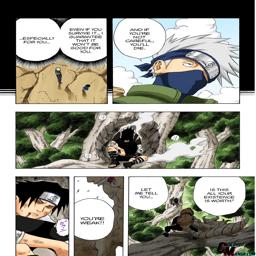 AND IF
YOU'RE NOT
CAREFUL,
YOU'LL
DIE.
EVEN IF YOU
SURVIVE IT... I
GUARANTEE
THAT IT
WON'T BE
GOOD FOR
YOU.
...ESPECIALLY
FOR YOU...
IS THIS
ALL YOUR
EXISTENCE
IS WORTH?
LET
ME TELL
YOU...
YOU'RE
WEAK!!